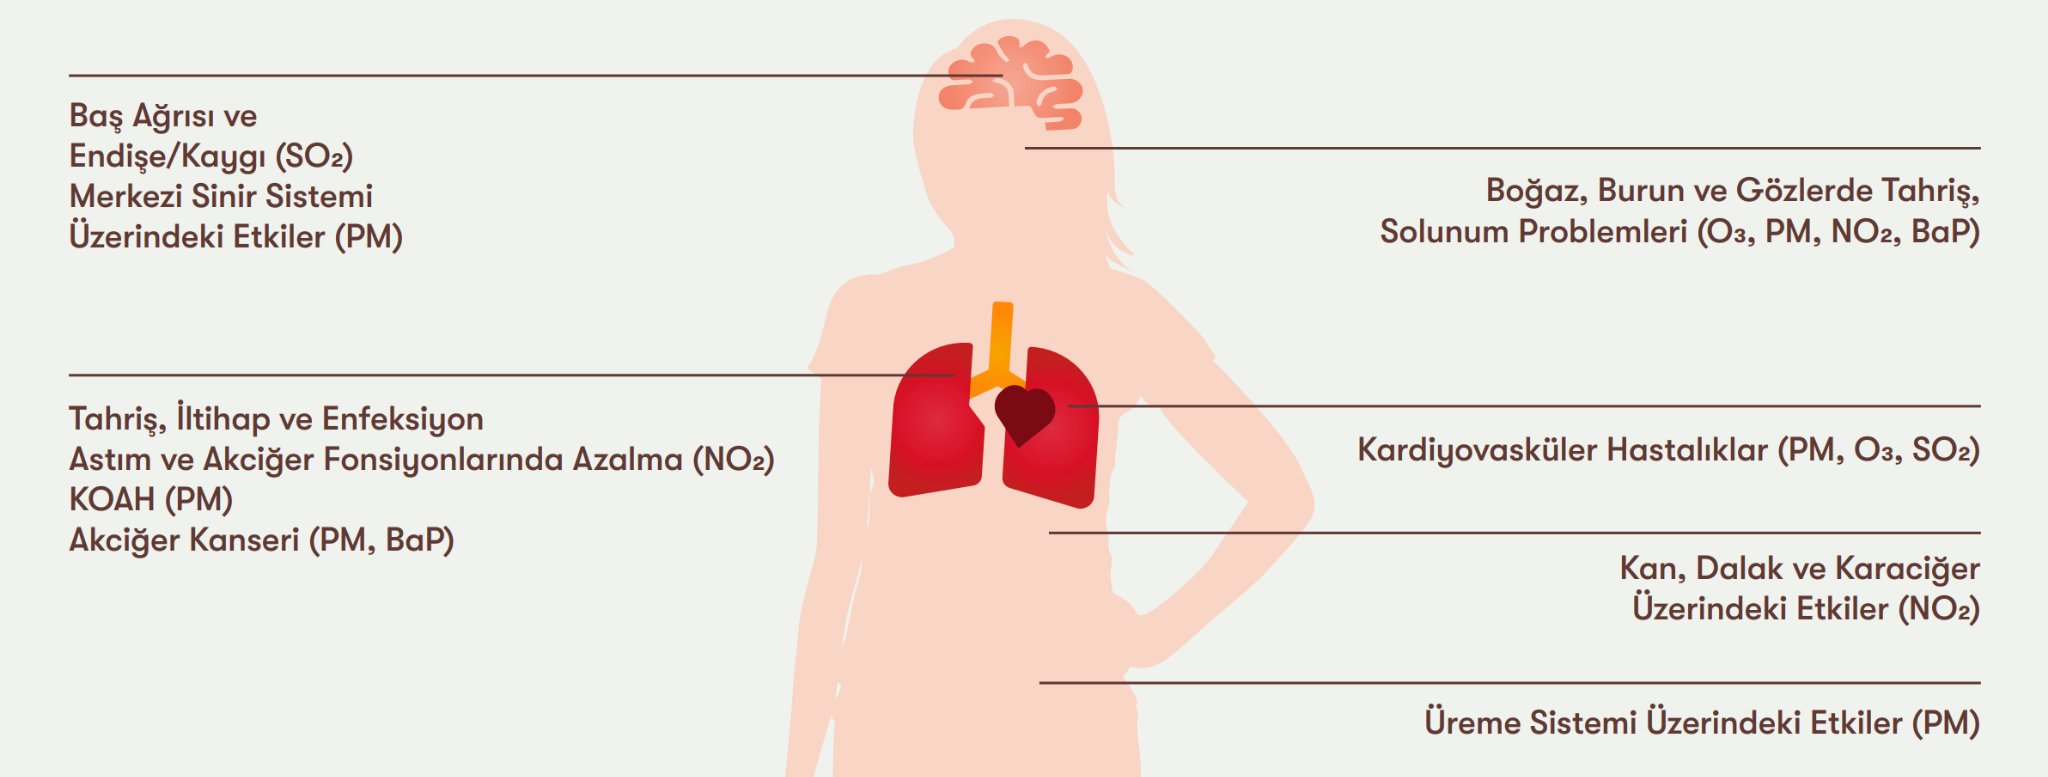 Baş Ağrısı ve
Endişe/Kaygı (SO₂)
Merkezi Sinir Sistemi
Üzerindeki Etkiler (PM)
Tahriş, İltihap ve Enfeksiyon
Astım ve Akciğer Fonsiyonlarında Azalma (NO₂)
KOAH (PM)
Akciğer Kanseri (PM, BaP)
Boğaz, Burun ve Gözlerde Tahriş,
Solunum Problemleri (O₃, PM, NO₂, BaP)
Kardiyovasküler Hastalıklar (PM, O₃, SO₂)
Kan, Dalak ve Karaciğer
Üzerindeki Etkiler (NO₂)
Üreme Sistemi Üzerindeki Etkiler (PM)